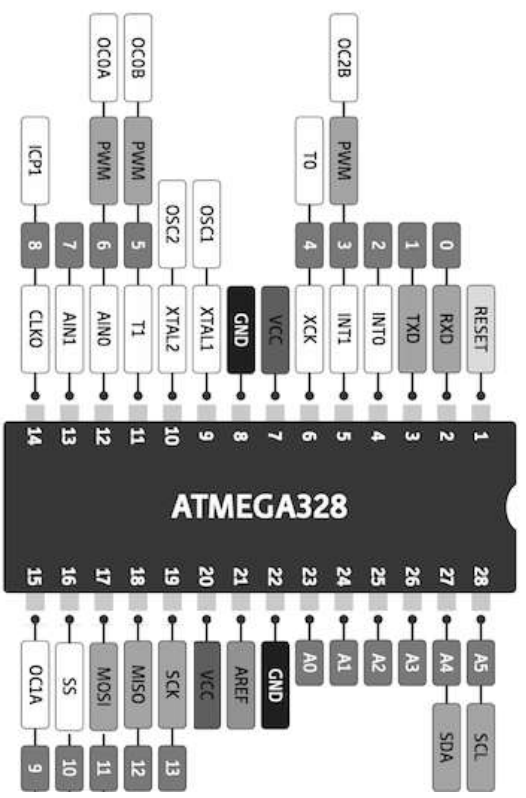 RESET 1 28 A5 SCL
0 RXD 2 27 A4 SDA
1 TXD 3 26 A3
2 INT0 4 25 A2
OC2B PWM 3 INT1 5 24 A1
T0 4 XCK 6 23 A0
VCC 7 22 GND
GND 8 21 AREF
OSC1 XTAL1 9 20 VCC
OSC2 XTAL2 10 19 SCK 13
OC0B PWM 5 T1 11 18 MISO 12
OC0A PWM 6 AIN0 12 17 MOSI 11
7 AIN1 13 16 SS 10
ICP1 8 CLK0 14 15 OC1A 9
ATMEGA328